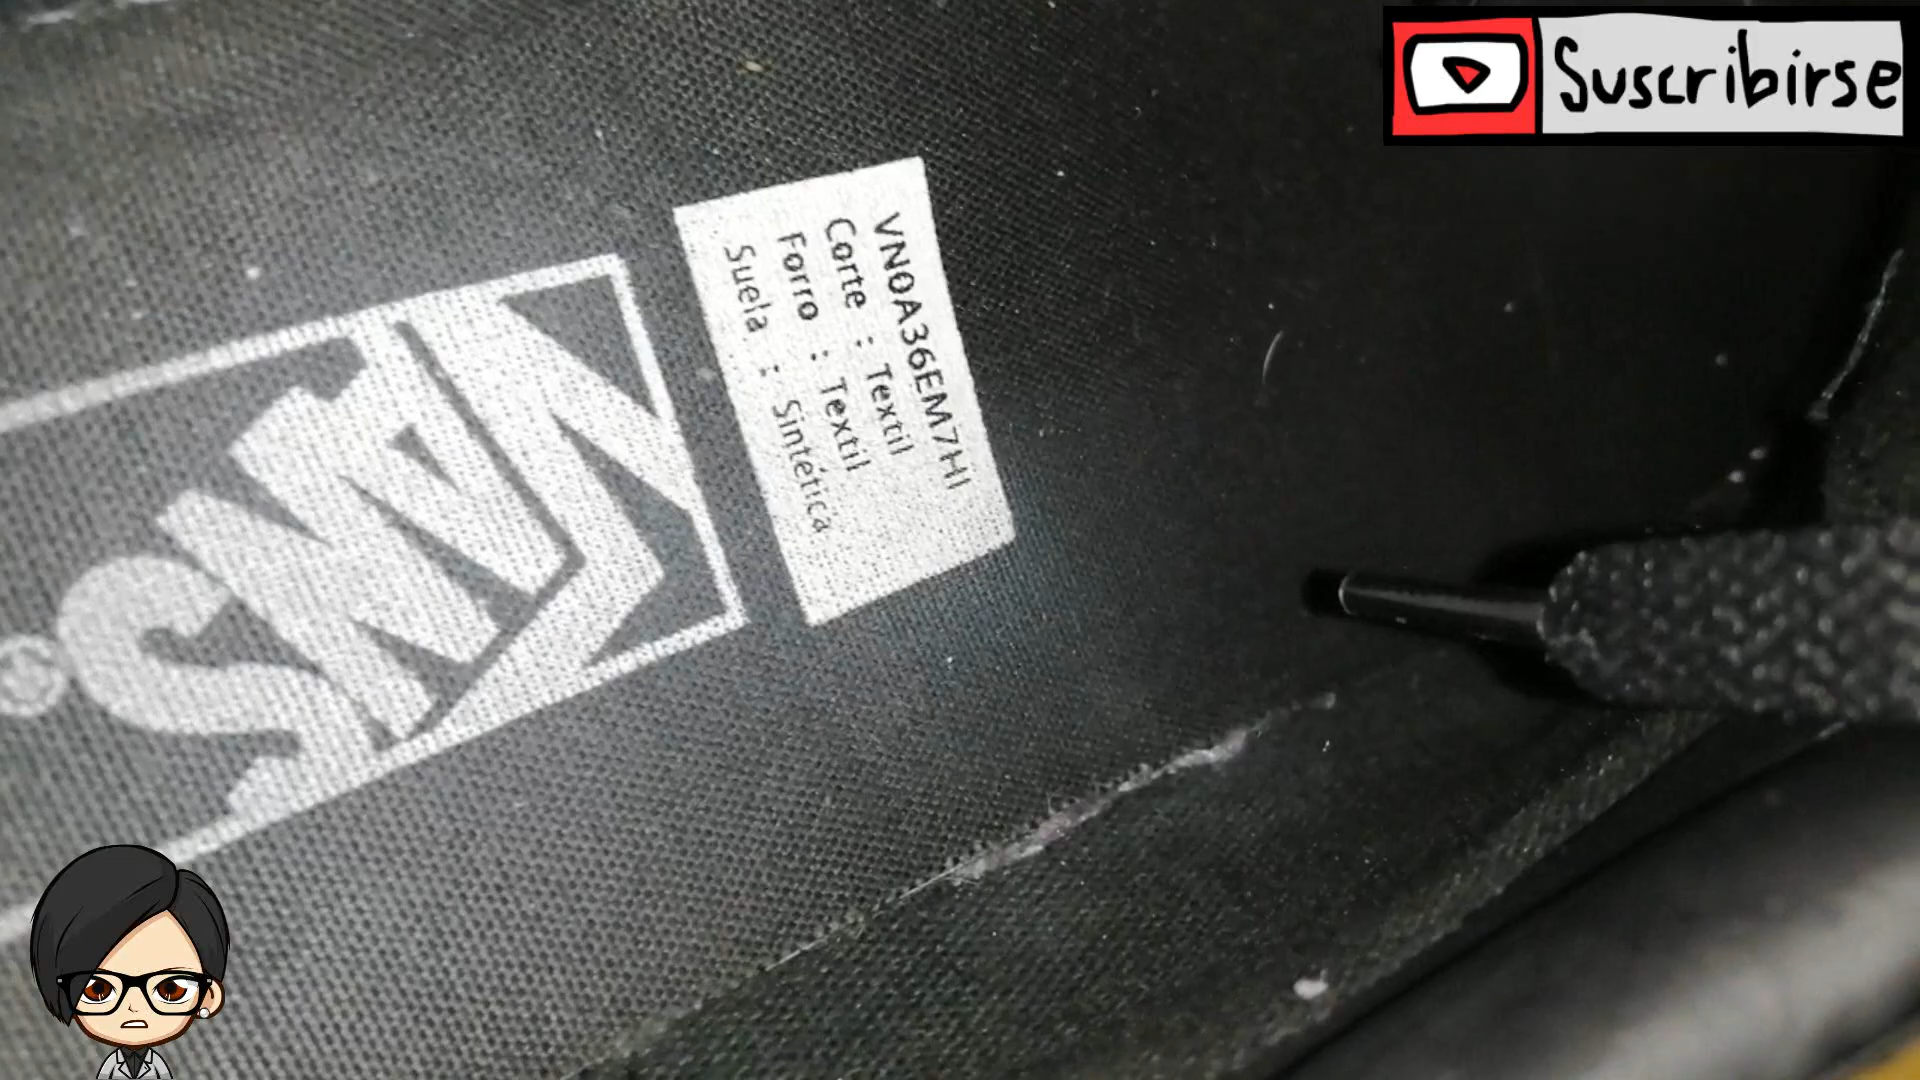 Suscribirse
VANS
VN0A36EM7HI
Corte : Textil
Forro : Textil
Suela : Sintética